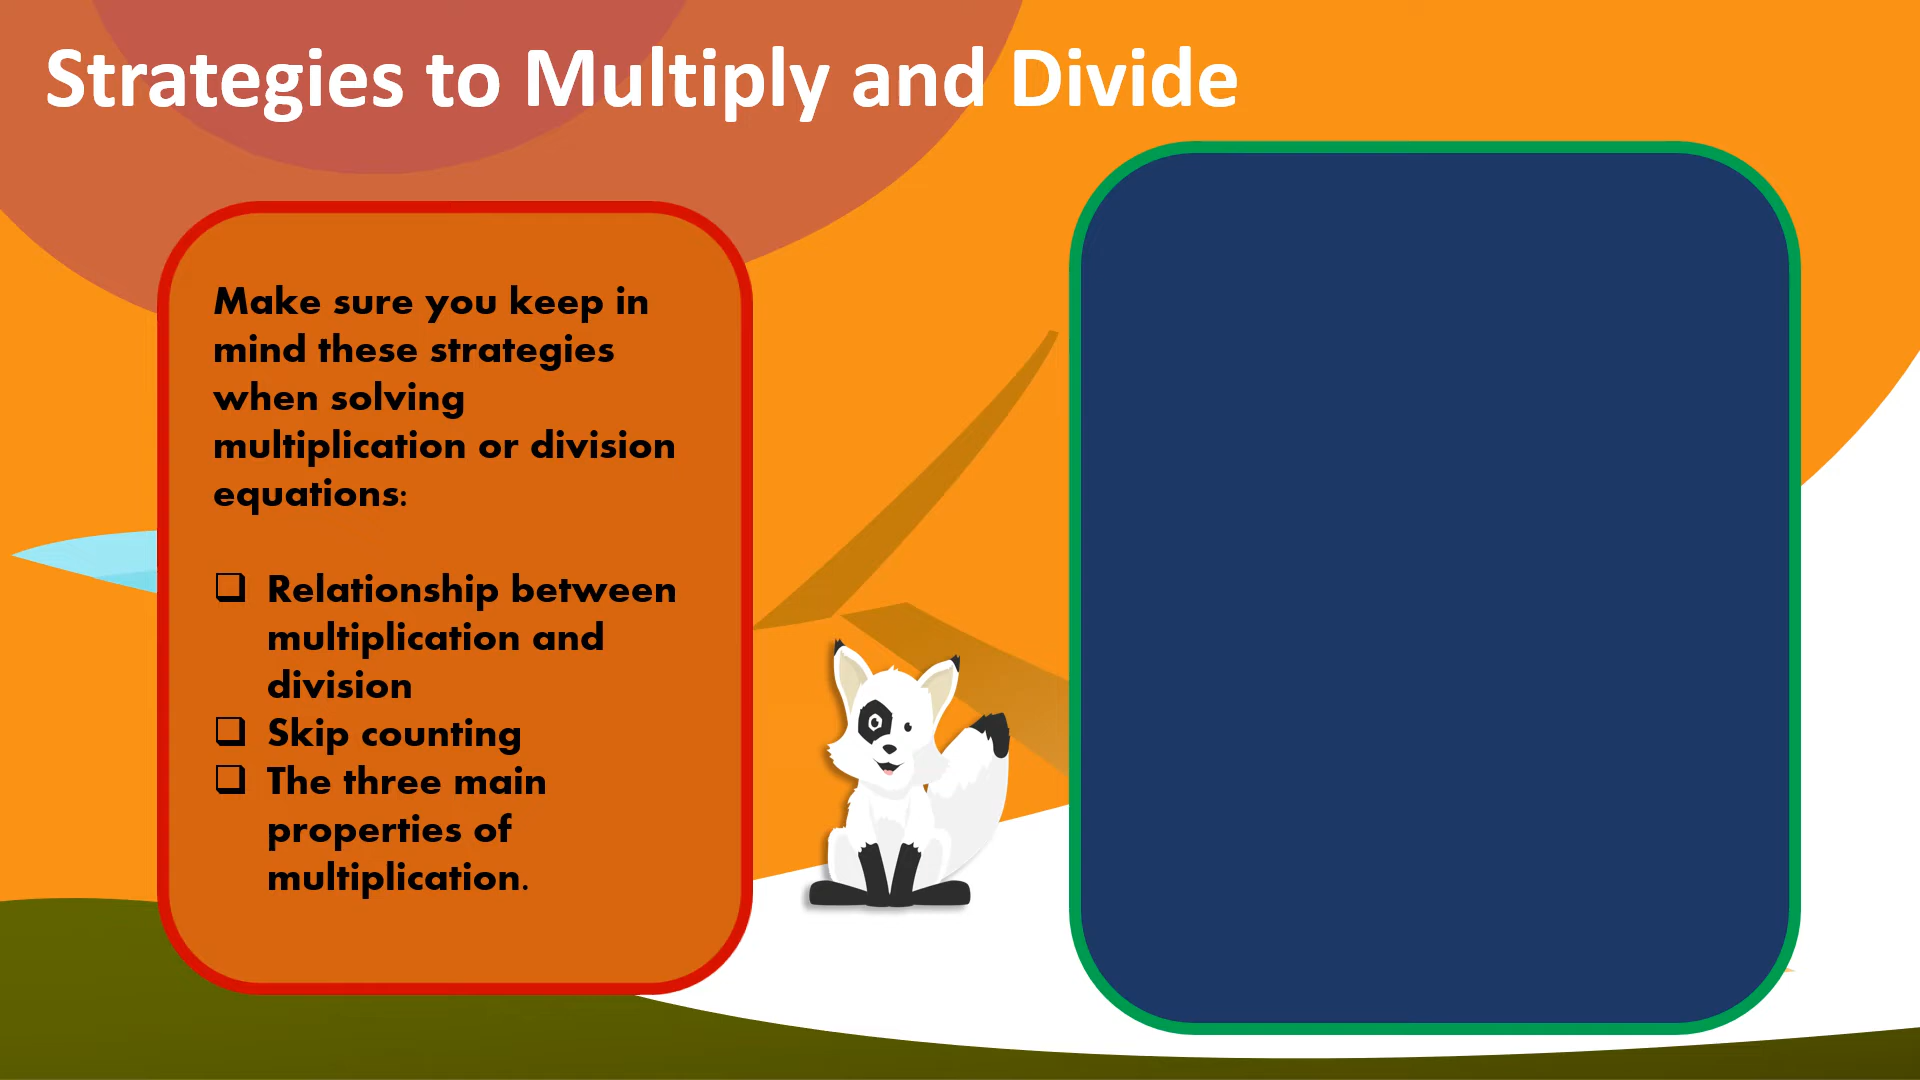 Strategies to Multiply and Divide
Make sure you keep in
mind these strategies
when solving
multiplication or division
equations:
❑ Relationship between
multiplication and
division
❑ Skip counting
❑ The three main
properties of
multiplication.